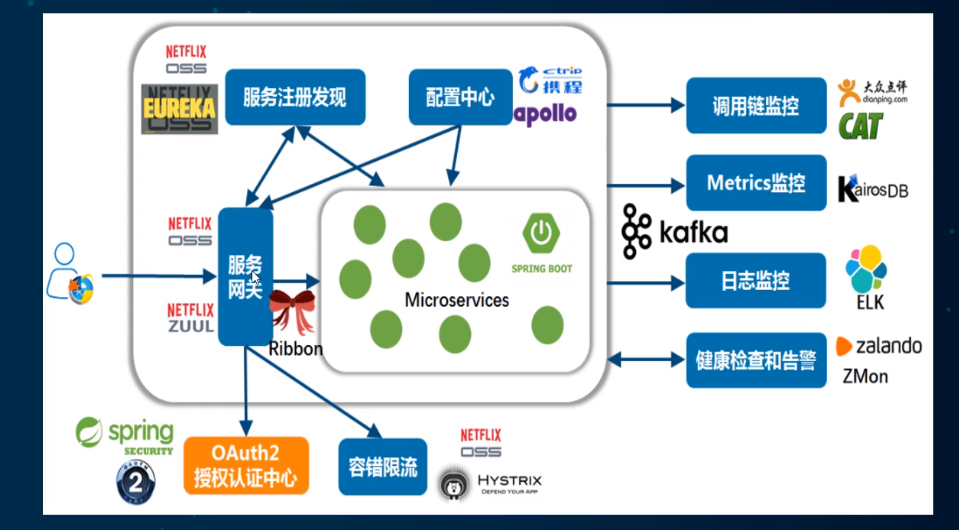 NETFLIX
OSS
NETFLIX
EUREKA
OSS
服务注册发现
配置中心
ctrip
携程
apollo
调用链监控
大众点评
dianping.com
CAT
Metrics监控
KairosDB
kafka
NETFLIX
OSS
服务
网关
NETFLIX
ZUUL
Ribbon
SPRING BOOT
Microservices
日志监控
ELK
健康检查和告警
zalando
ZMon
spring
SECURITY
2
OAuth2
授权认证中心
容错限流
NETFLIX
OSS
HYSTRIX
DEFEND YOUR APP